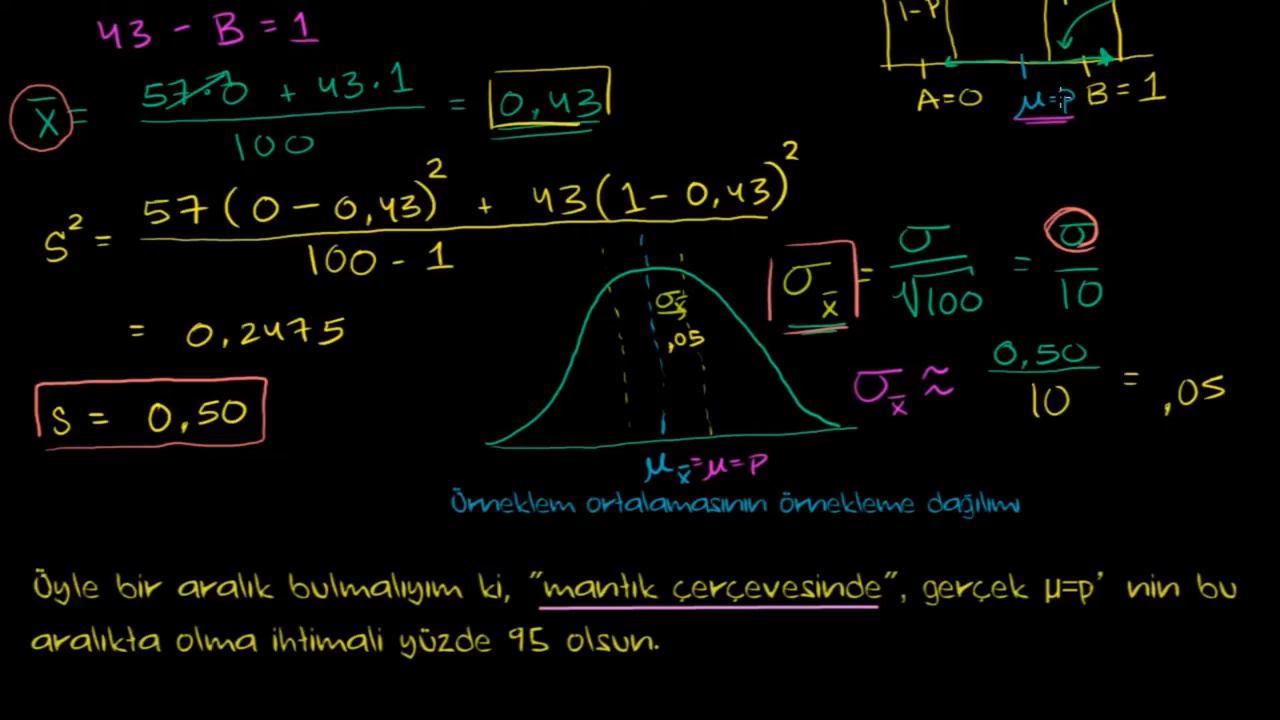 43 - B = 1
1-P
A=0 μ=p B = 1
x̄ = 57·0 + 43·1 / 100 = 0,43
S² = 57(0 - 0,43)² + 43(1 - 0,43)² / 100 - 1
= 0,2475
S = 0,50
σx̄ = σ / √100 = σ / 10
σx̄ ≈ 0,50 / 10 = ,05
σx̄
,05
μx̄ = μ = P
Örneklem ortalamasının örnekleme dağılımı
Öyle bir aralık bulmalıyım ki, "mantık çerçevesinde", gerçek μ=p' nin bu
aralıkta olma ihtimali yüzde 95 olsun.